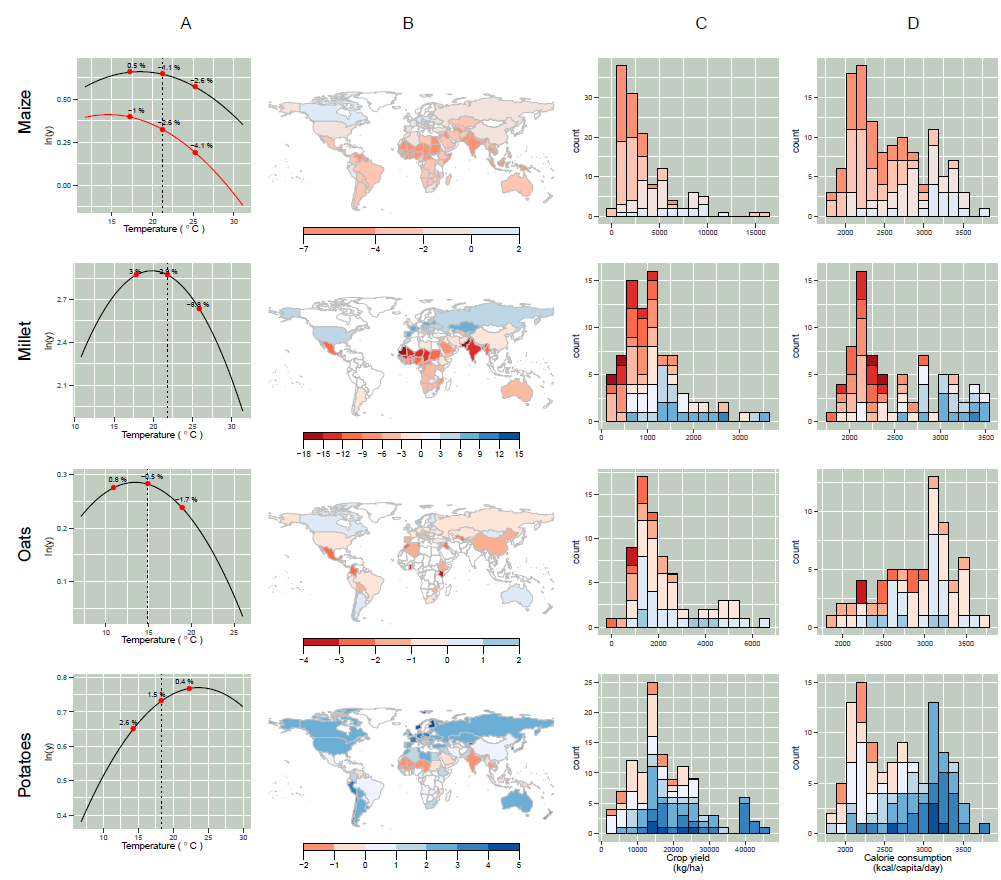 A B C D
Maize
ln(y)
0.50
0.25
0.00
0.5 %
−1.1 %
−2.6 %
−1 %
−2.6 %
−4.1 %
15 20 25 30
Temperature ( ° C )
−7 −4 −2 0 2
count
0 10 20 30
0 5000 10000 15000
count
0 5 10 15
2000 2500 3000 3500
Millet
ln(y)
2.7
2.4
2.1
3 %
−8.8 %
10 15 20 25 30
Temperature ( ° C )
−18 −15 −12 −9 −6 −3 0 3 6 9 12 15
count
0 5 10 15
0 1000 2000 3000
count
0 5 10 15
2000 2500 3000 3500
Oats
ln(y)
0.3
0.2
0.1
0.8 %
−0.5 %
−1.7 %
10 15 20 25
Temperature ( ° C )
−4 −3 −2 −1 0 1 2
count
0 5 10 15
0 2000 4000 6000
count
0 5 10
2000 2500 3000 3500
Potatoes
ln(y)
0.8
0.7
0.6
0.5
0.4
2.6 %
1.5 %
0.4 %
10 15 20 25 30
Temperature ( ° C )
−2 −1 0 1 2 3 4 5
count
0 5 10 15 20 25
0 10000 20000 30000 40000
Crop yield
(kg/ha)
count
0 5 10 15
2000 2500 3000 3500
Calorie consumption
(kcal/capita/day)